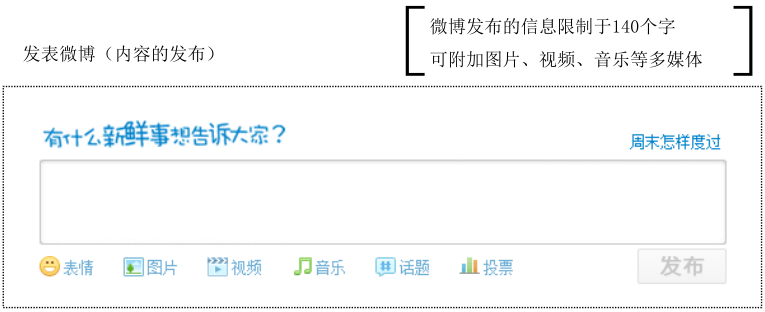 微博发布的信息限制于140个字
发表微博（内容的发布）
可附加图片、视频、音乐等多媒体
有什么新鲜事想告诉大家？
周末怎样度过
表情 图片 视频 音乐 话题 投票 发布